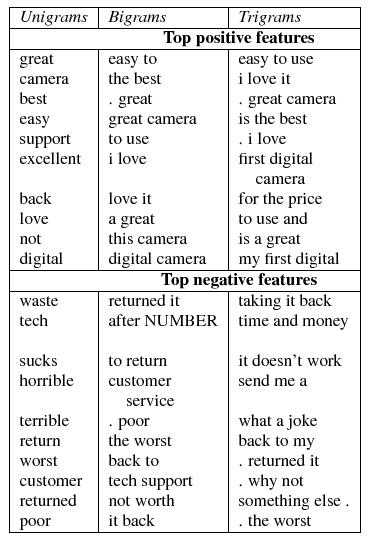 Unigrams Bigrams Trigrams
Top positive features
great easy to easy to use
camera the best i love it
best . great . great camera
easy great camera is the best
support to use . i love
excellent i love first digital
camera
back love it for the price
love a great to use and
not this camera is a great
digital digital camera my first digital
Top negative features
waste returned it taking it back
tech after NUMBER time and money
sucks to return it doesn't work
horrible customer send me a
service
terrible . poor what a joke
return the worst back to my
worst back to . returned it
customer tech support . why not
returned not worth something else .
poor it back . the worst